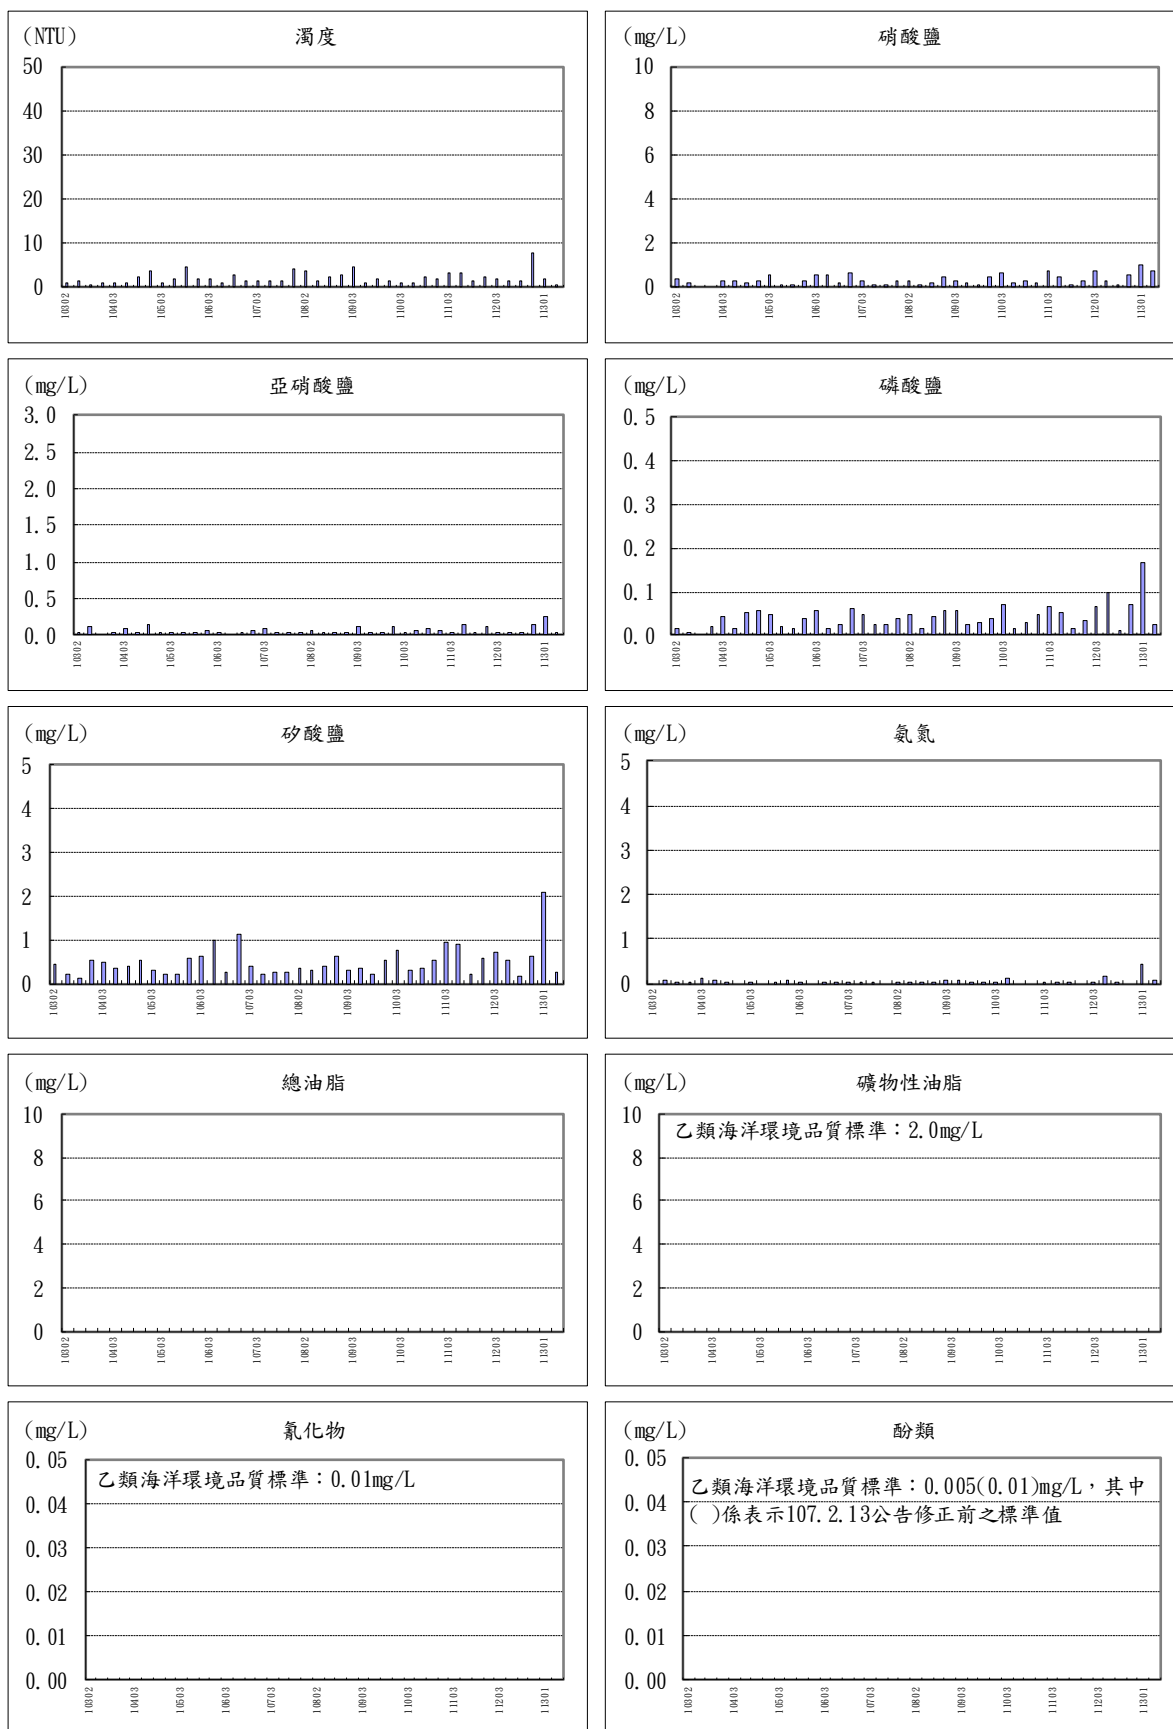 (NTU) 濁度
50
40
30
20
10
0
10302 10403 10503 10603 10703 10802 10903 11003 11103 11203 11301
(mg/L) 硝酸鹽
10
8
6
4
2
0
10302 10403 10503 10603 10703 10802 10903 11003 11103 11203 11301
(mg/L) 亞硝酸鹽
3.0
2.5
2.0
1.5
1.0
0.5
0.0
10302 10403 10503 10603 10703 10802 10903 11003 11103 11203 11301
(mg/L) 磷酸鹽
0.5
0.4
0.3
0.2
0.1
0.0
10302 10403 10503 10603 10703 10802 10903 11003 11103 11203 11301
(mg/L) 矽酸鹽
5
4
3
2
1
0
10302 10403 10503 10603 10703 10802 10903 11003 11103 11203 11301
(mg/L) 氨氮
5
4
3
2
1
0
10302 10403 10503 10603 10703 10802 10903 11003 11103 11203 11301
(mg/L) 總油脂
10
8
6
4
2
0
10302 10403 10503 10603 10703 10802 10903 11003 11103 11203 11301
(mg/L) 礦物性油脂
10
8
6
4
2
0
乙類海洋環境品質標準：2.0mg/L
10302 10403 10503 10603 10703 10802 10903 11003 11103 11203 11301
(mg/L) 氰化物
0.05
0.04
0.03
0.02
0.01
0.00
乙類海洋環境品質標準：0.01mg/L
10302 10403 10503 10603 10703 10802 10903 11003 11103 11203 11301
(mg/L) 酚類
0.05
0.04
0.03
0.02
0.01
0.00
乙類海洋環境品質標準：0.005(0.01)mg/L，其中
( )係表示107.2.13公告修正前之標準值
10302 10403 10503 10603 10703 10802 10903 11003 11103 11203 11301